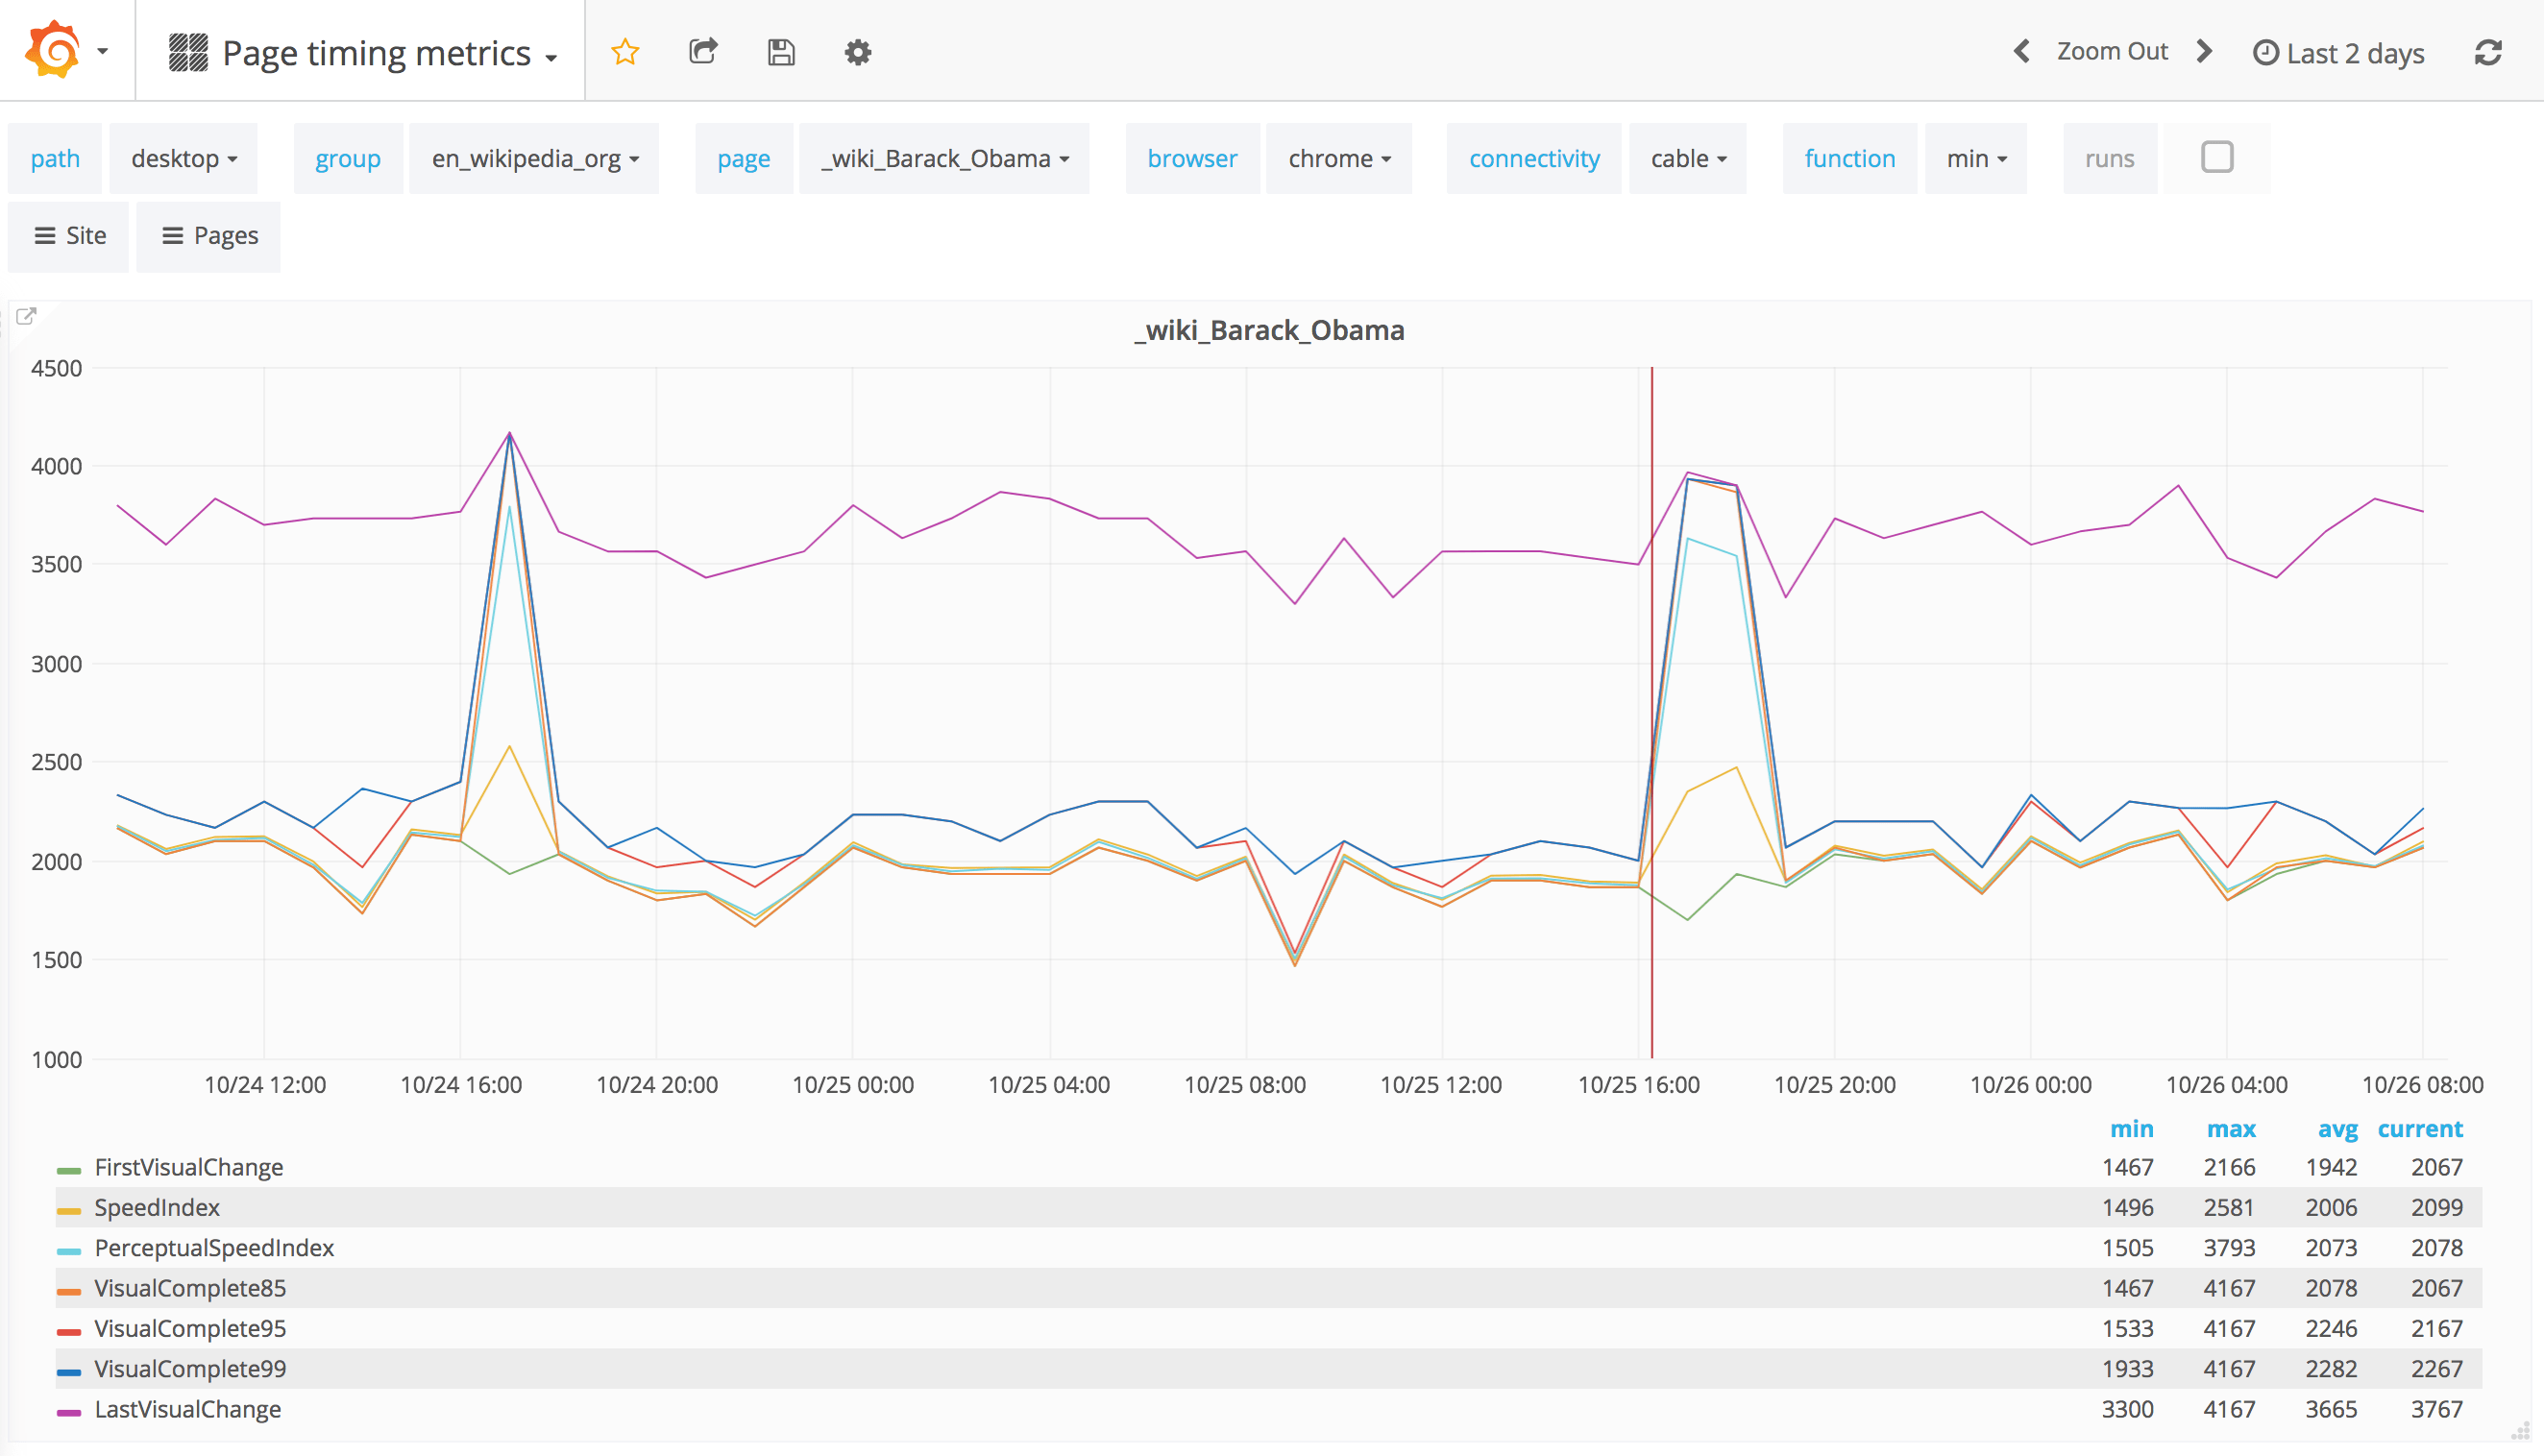 Page timing metrics Zoom Out Last 2 days
path desktop group en_wikipedia_org page _wiki_Barack_Obama browser chrome connectivity cable function min runs
Site Pages
_wiki_Barack_Obama
4500
4000
3500
3000
2500
2000
1500
1000
10/24 12:00 10/24 16:00 10/24 20:00 10/25 00:00 10/25 04:00 10/25 08:00 10/25 12:00 10/25 16:00 10/25 20:00 10/26 00:00 10/26 04:00 10/26 08:00
min max avg current
FirstVisualChange 1467 2166 1942 2067
SpeedIndex 1496 2581 2006 2099
PerceptualSpeedIndex 1505 3793 2073 2078
VisualComplete85 1467 4167 2078 2067
VisualComplete95 1533 4167 2246 2167
VisualComplete99 1933 4167 2282 2267
LastVisualChange 3300 4167 3665 3767